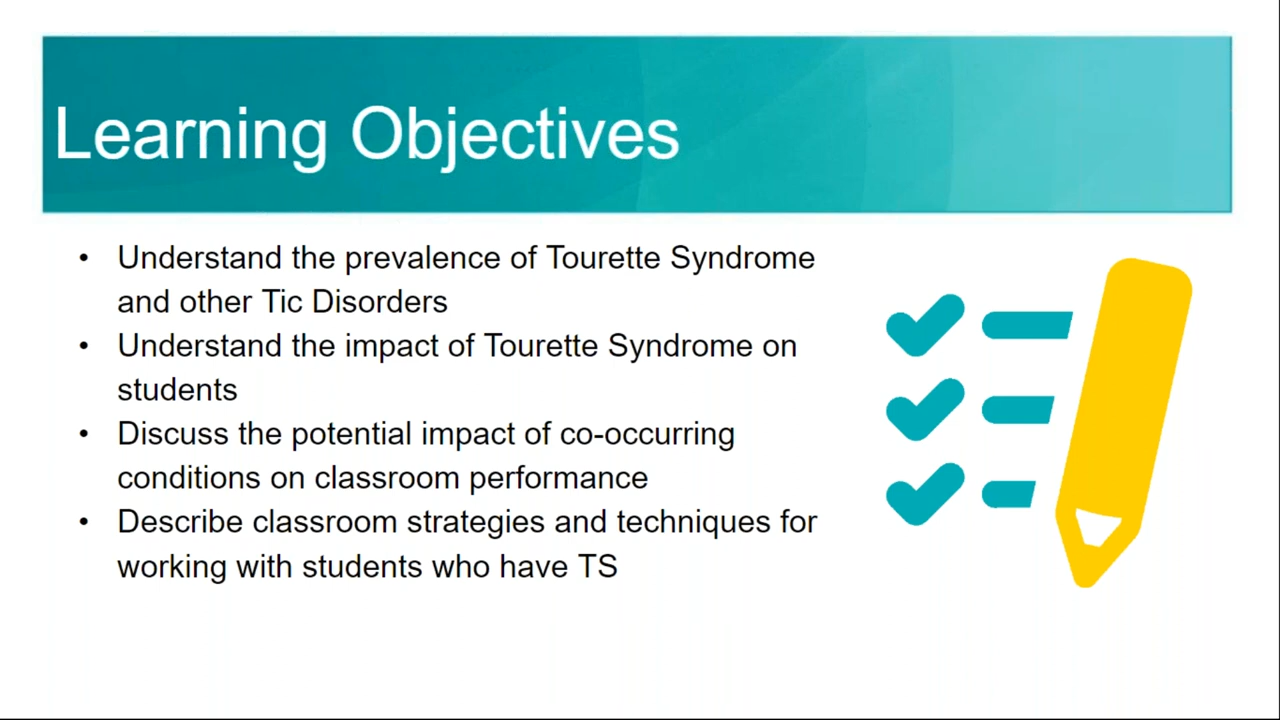 Learning Objectives
• Understand the prevalence of Tourette Syndrome
and other Tic Disorders
• Understand the impact of Tourette Syndrome on
students
• Discuss the potential impact of co-occurring
conditions on classroom performance
• Describe classroom strategies and techniques for
working with students who have TS